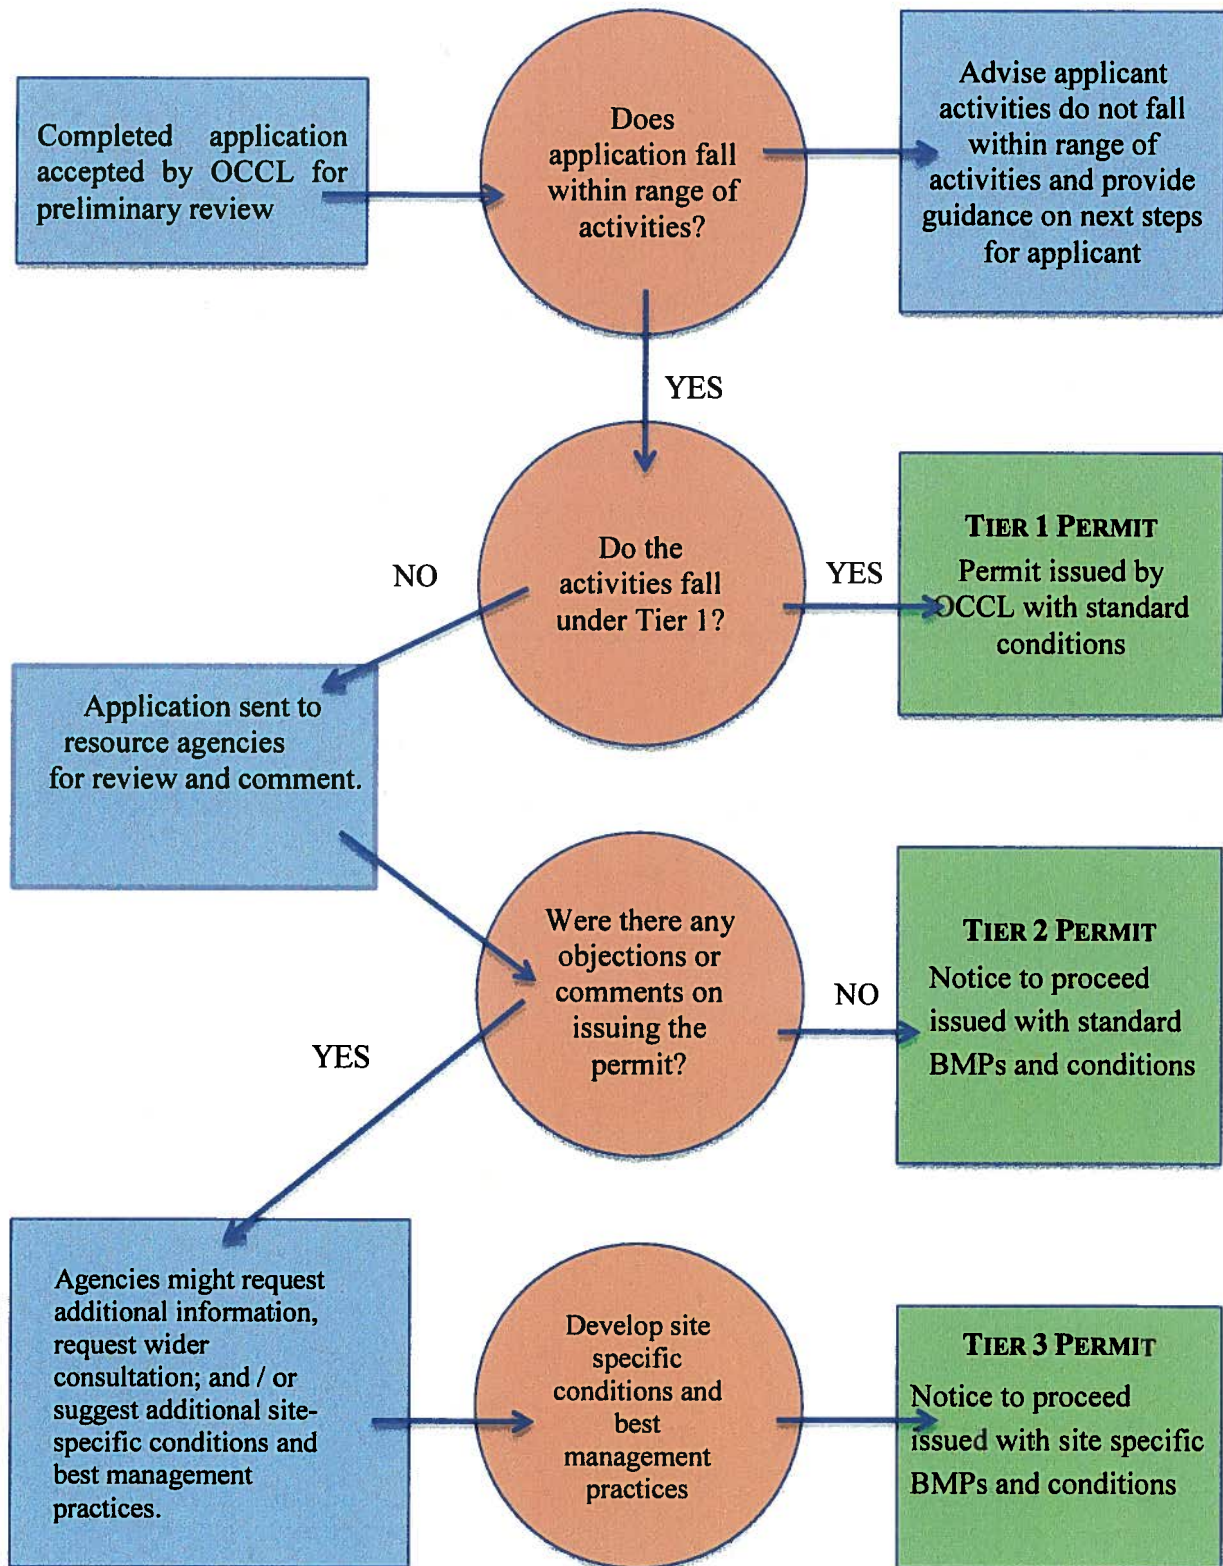 Completed application
accepted by OCCL for
preliminary review
Does
application fall
within range of
activities?
Advise applicant
activities do not fall
within range of
activities and provide
guidance on next steps
for applicant
YES
Do the
activities fall
under Tier 1?
NO
YES
TIER 1 PERMIT
Permit issued by
OCCL with standard
conditions
Application sent to
resource agencies
for review and comment.
Were there any
objections or
comments on
issuing the
permit?
NO
YES
TIER 2 PERMIT
Notice to proceed
issued with standard
BMPs and conditions
Agencies might request
additional information,
request wider
consultation; and / or
suggest additional site-
specific conditions and
best management
practices.
Develop site
specific
conditions and
best
management
practices
TIER 3 PERMIT
Notice to proceed
issued with site specific
BMPs and conditions